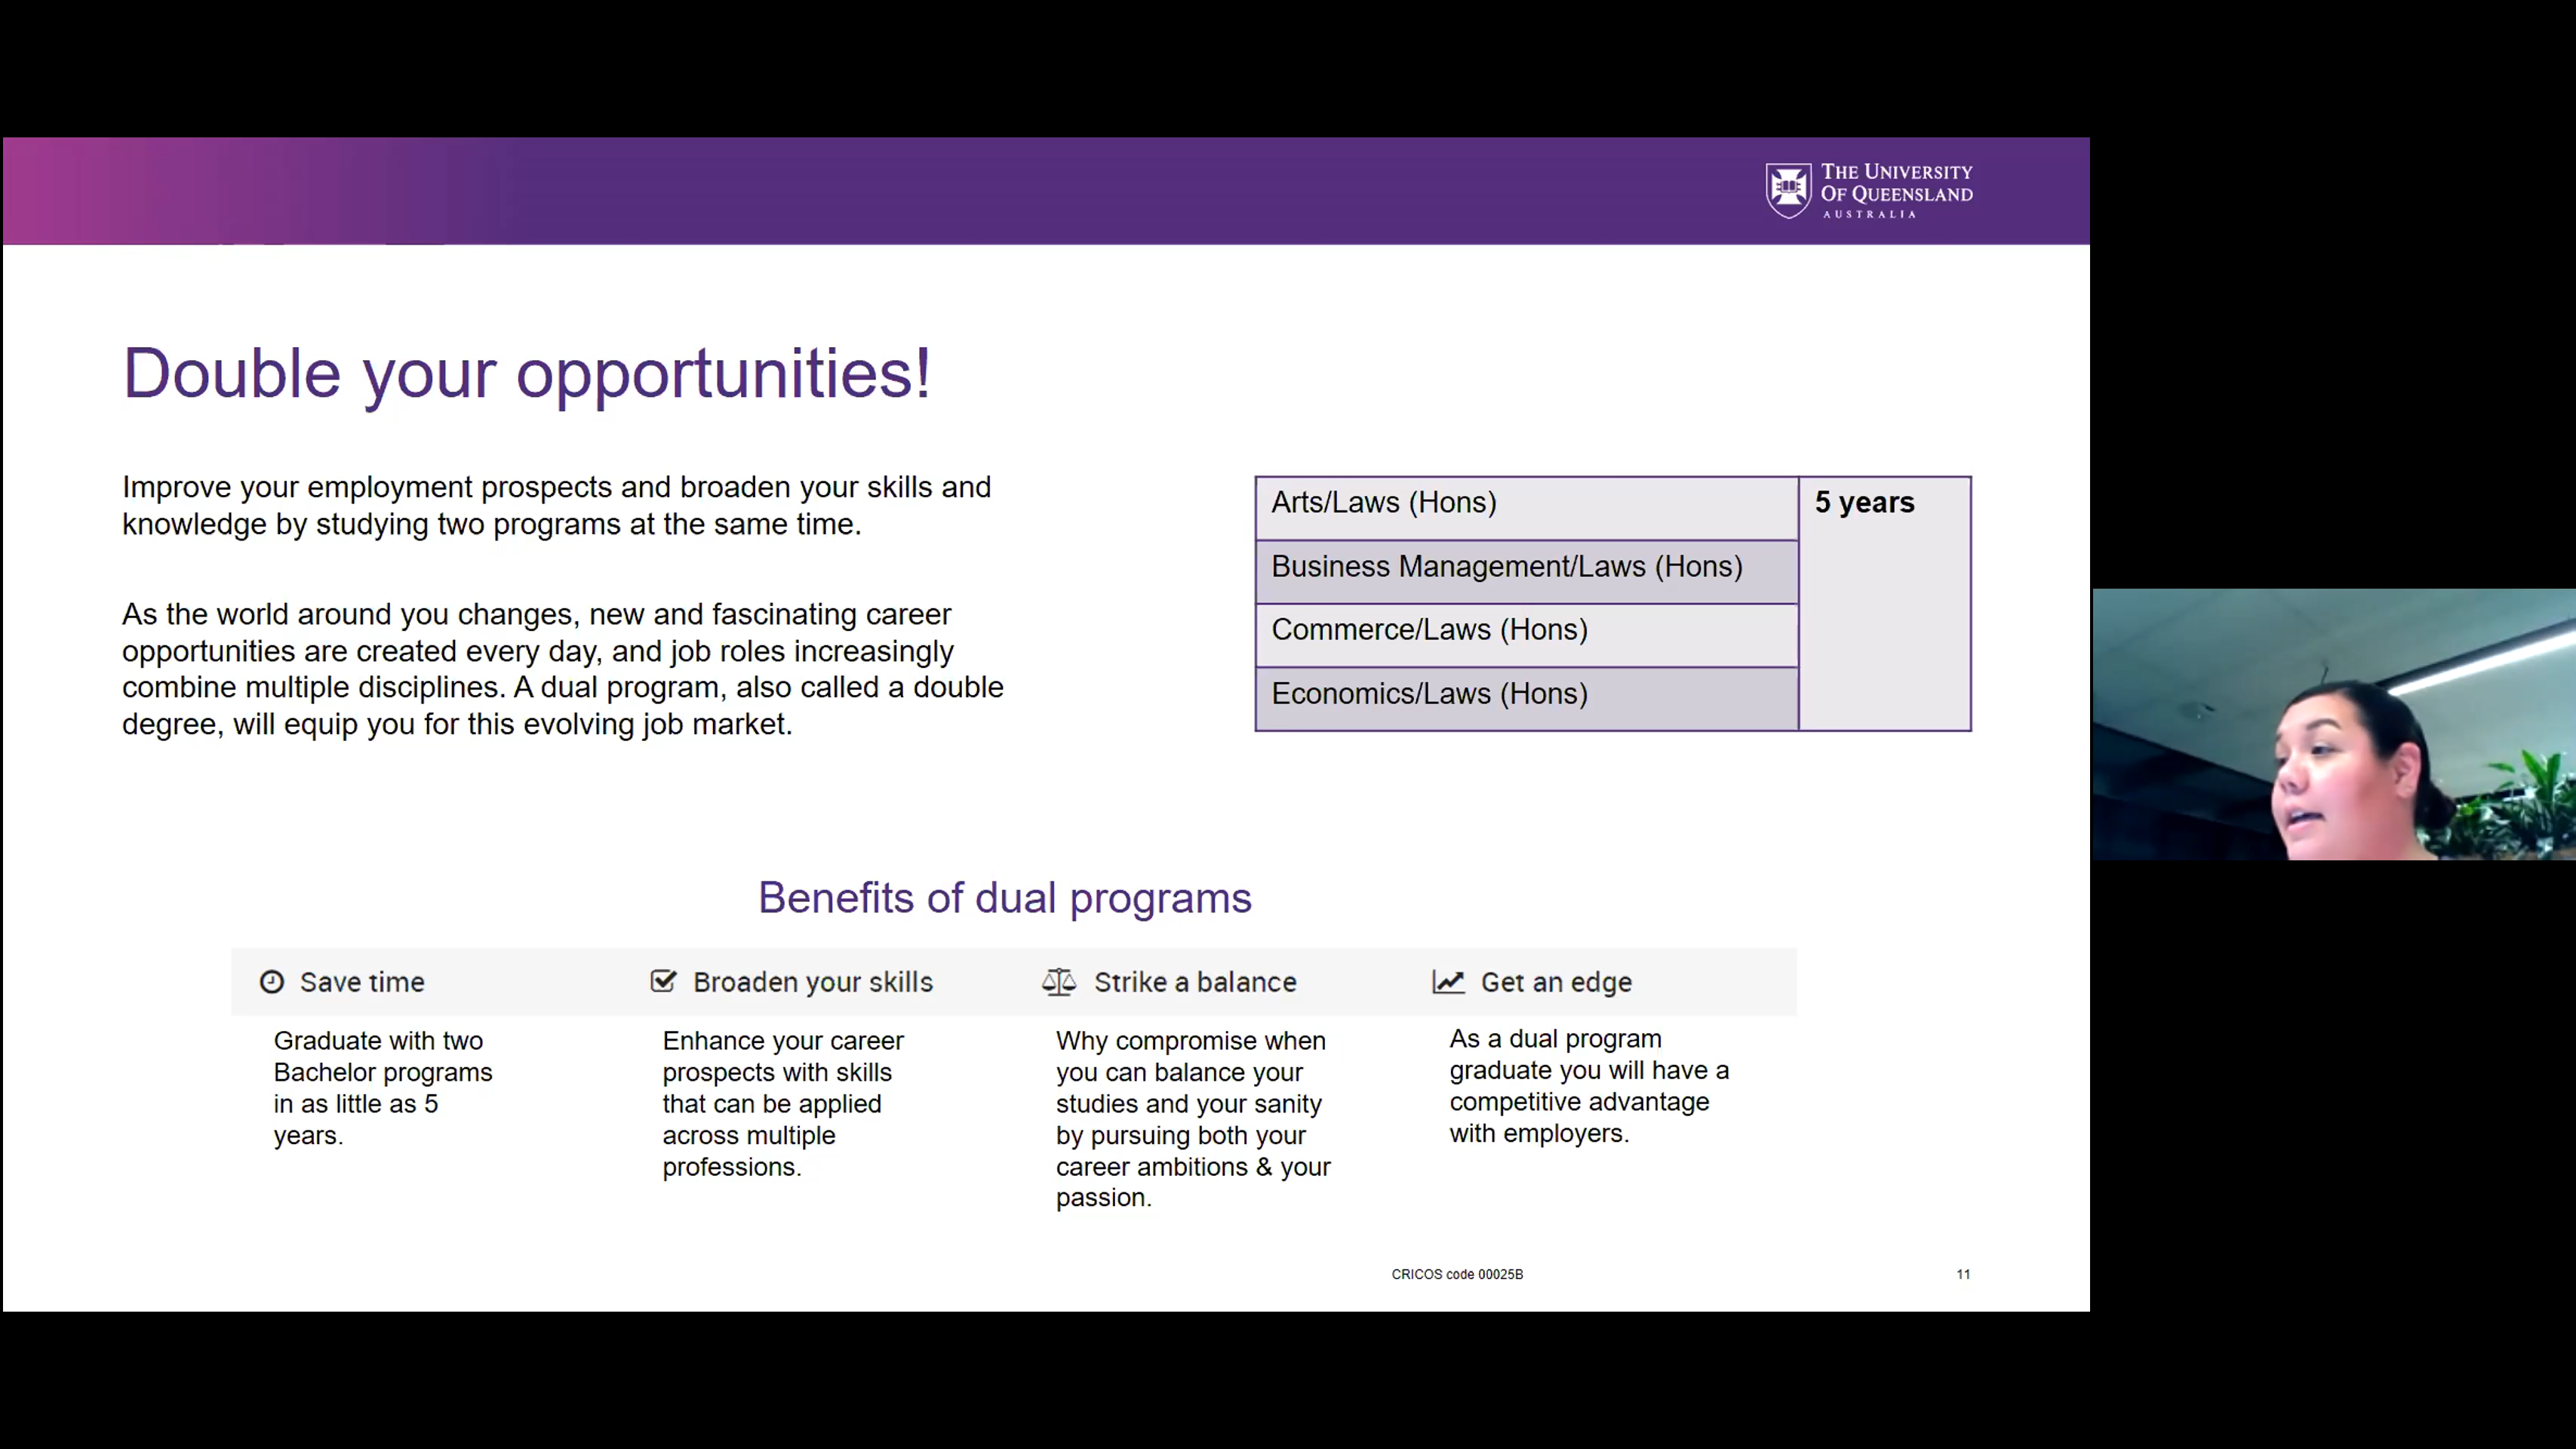 THE UNIVERSITY
OF QUEENSLAND
AUSTRALIA
Double your opportunities!
Improve your employment prospects and broaden your skills and
knowledge by studying two programs at the same time.
As the world around you changes, new and fascinating career
opportunities are created every day, and job roles increasingly
combine multiple disciplines. A dual program, also called a double
degree, will equip you for this evolving job market.
Arts/Laws (Hons)
5 years
Business Management/Laws (Hons)
Commerce/Laws (Hons)
Economics/Laws (Hons)
Benefits of dual programs
Save time
Graduate with two
Bachelor programs
in as little as 5
years.
Broaden your skills
Enhance your career
prospects with skills
that can be applied
across multiple
professions.
Strike a balance
Why compromise when
you can balance your
studies and your sanity
by pursuing both your
career ambitions & your
passion.
Get an edge
As a dual program
graduate you will have a
competitive advantage
with employers.
CRICOS code 00025B
11